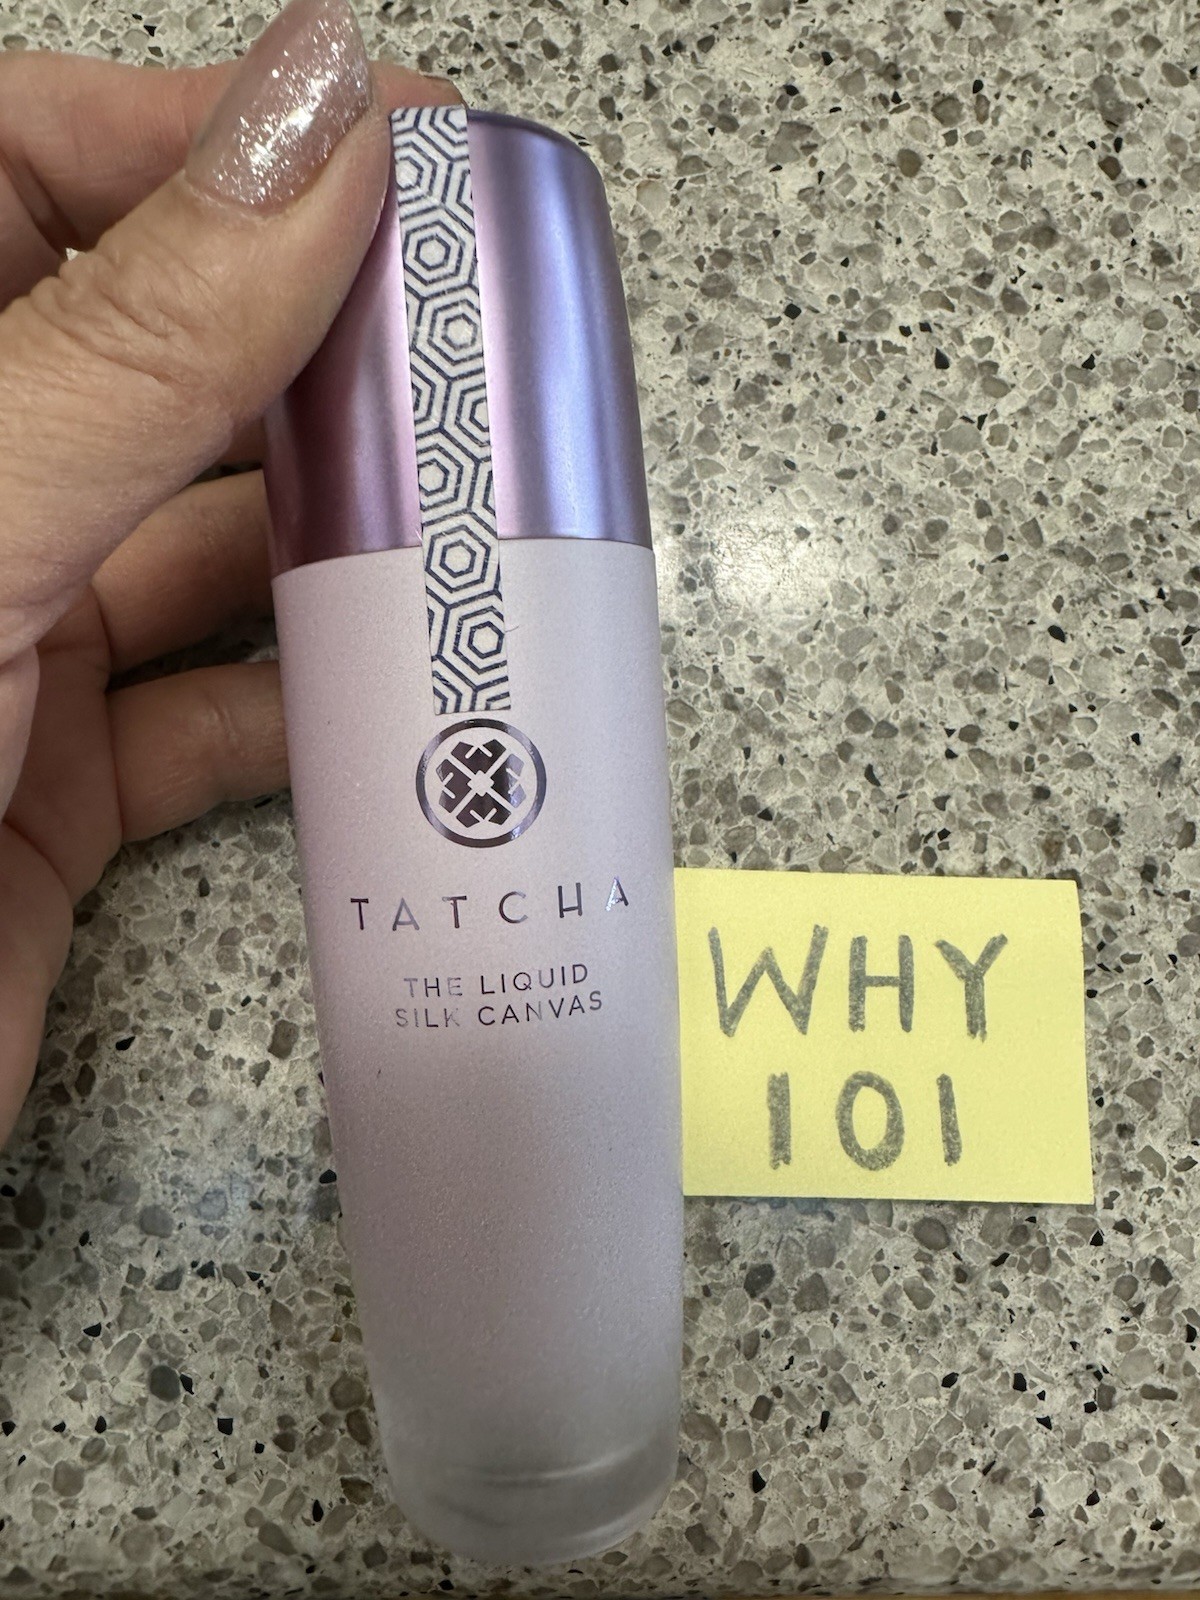 TATCHA
THE LIQUID
SILK CANVAS
WHY
101